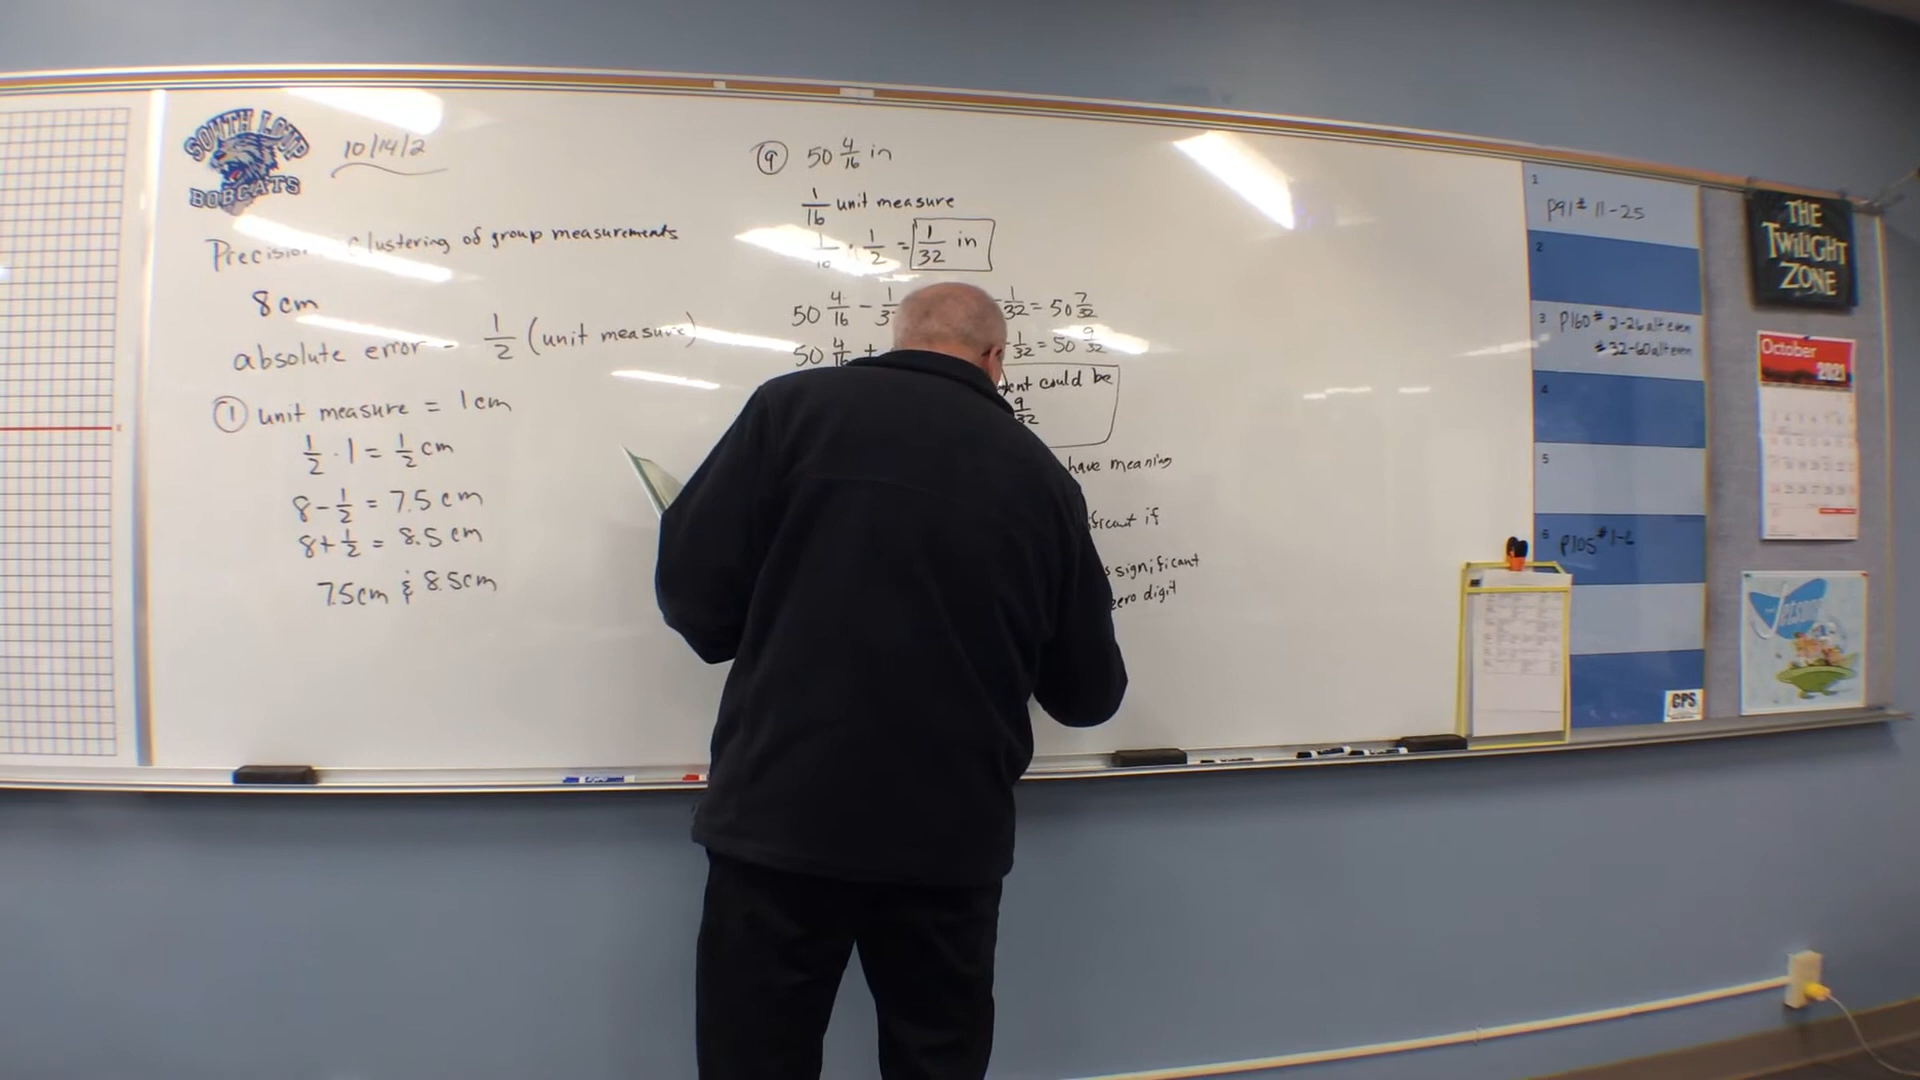 SOUTH LOUP
BOBCATS
10/14/2
Precision clustering of group measurements
8 cm
absolute error - 1/2 (unit measure)
① unit measure = 1 cm
1/2 · 1 = 1/2 cm
8 - 1/2 = 7.5 cm
8 + 1/2 = 8.5 cm
7.5 cm & 8.5 cm
⑨ 50 4/16 in
1/16 unit measure
1/2 = 1/32 in
50 4/16 - 1/32 = 50 7/32
50 4/16 + 1/32 = 50 9/32
could be
9/32
have meaning
if
significant
zero digit
1
p91 # 11-25
2
3 p160 # 2-26 alt even
# 32-60 alt even
4
5
6 p105 # 1-
GPS
THE
TWILIGHT
ZONE
October
2021
Jetsons
EXPO